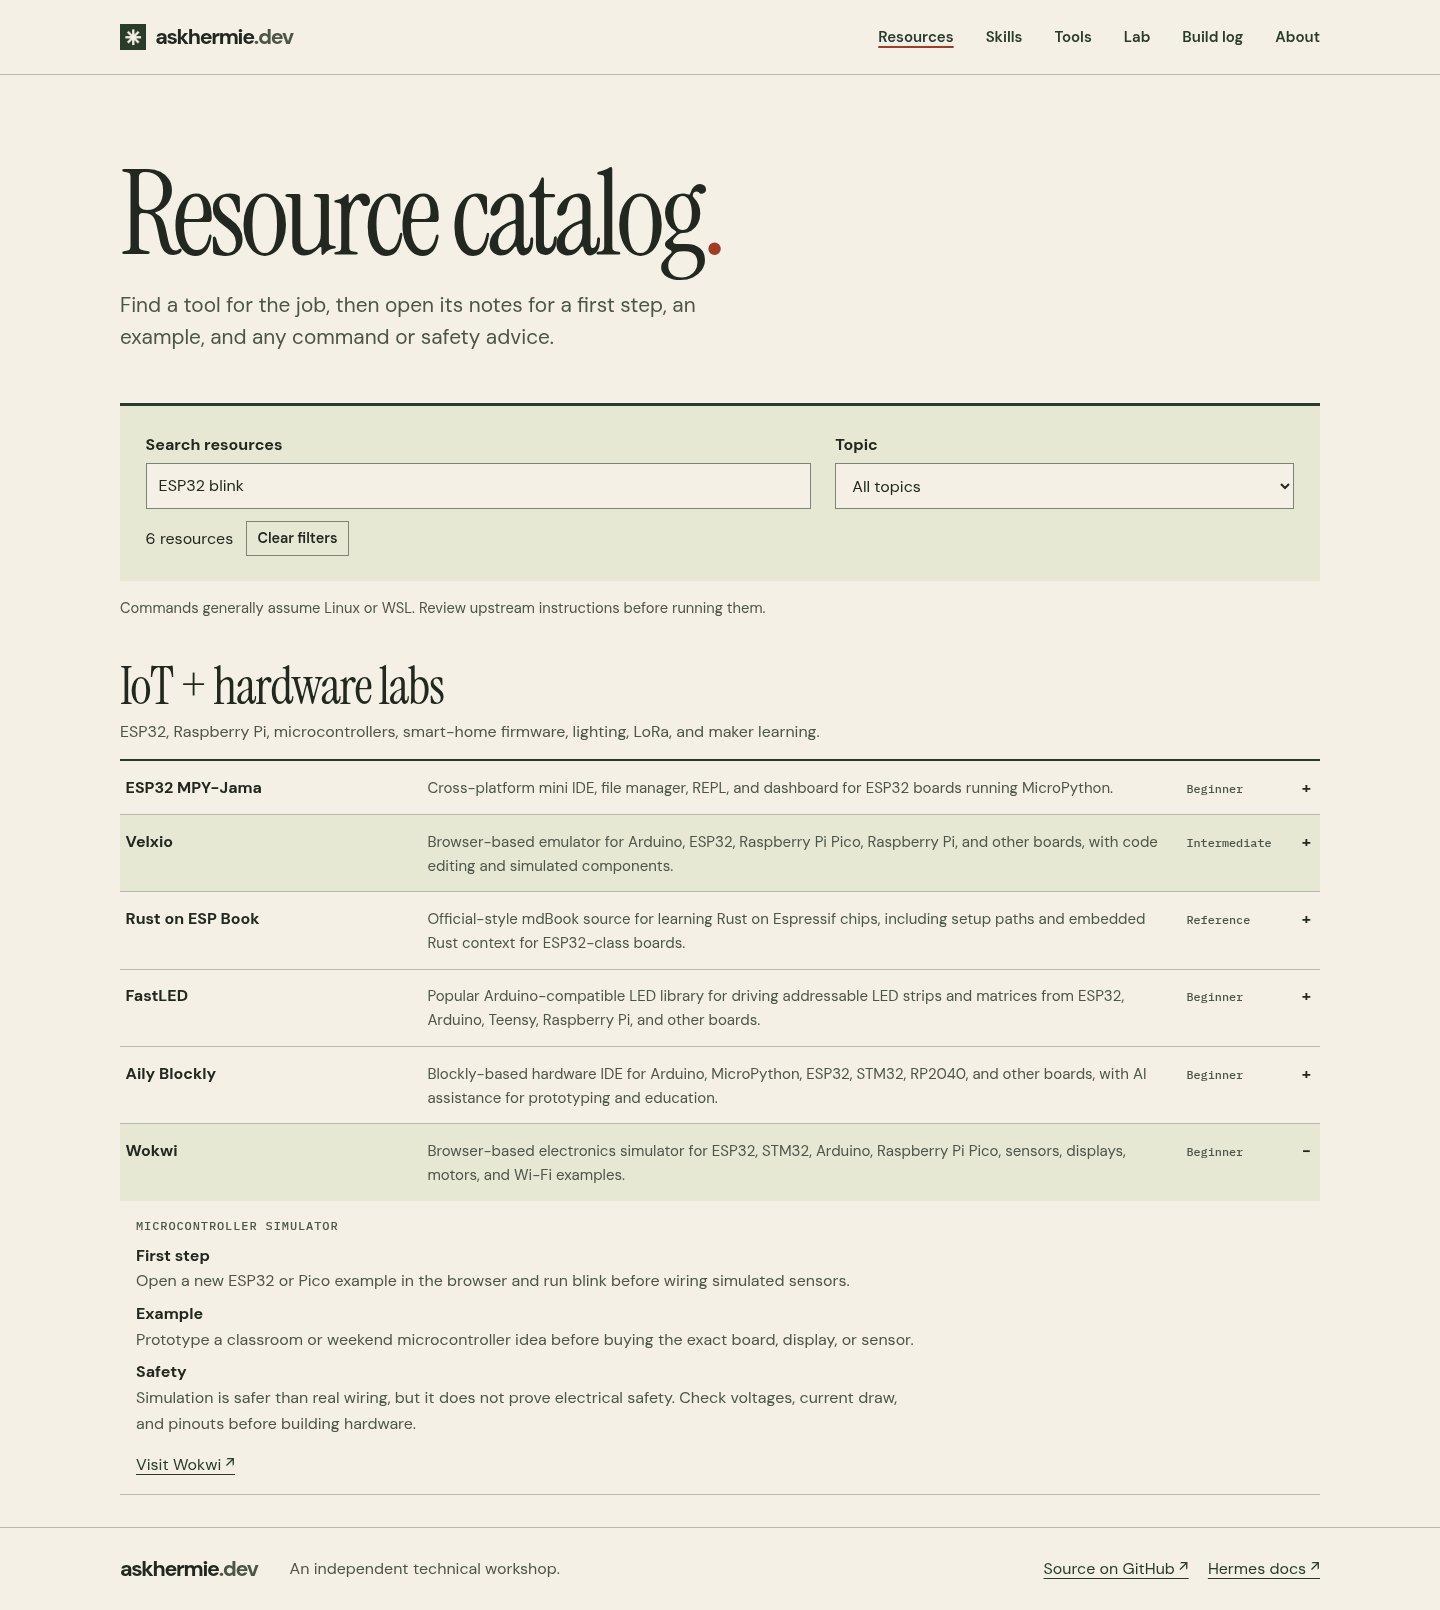 askhermie.dev
Resources Skills Tools Lab Build log About
Resource catalog.
Find a tool for the job, then open its notes for a first step, an
example, and any command or safety advice.
Search resources Topic
ESP32 blink All topics
6 resources Clear filters
Commands generally assume Linux or WSL. Review upstream instructions before running them.
IoT + hardware labs
ESP32, Raspberry Pi, microcontrollers, smart-home firmware, lighting, LoRa, and maker learning.
ESP32 MPY-Jama Cross-platform mini IDE, file manager, REPL, and dashboard for ESP32 boards running MicroPython. Beginner +
Velxio Browser-based emulator for Arduino, ESP32, Raspberry Pi Pico, Raspberry Pi, and other boards, with code Intermediate +
editing and simulated components.
Rust on ESP Book Official-style mdBook source for learning Rust on Espressif chips, including setup paths and embedded Reference +
Rust context for ESP32-class boards.
FastLED Popular Arduino-compatible LED library for driving addressable LED strips and matrices from ESP32, Beginner +
Arduino, Teensy, Raspberry Pi, and other boards.
Aily Blockly Blockly-based hardware IDE for Arduino, MicroPython, ESP32, STM32, RP2040, and other boards, with AI Beginner +
assistance for prototyping and education.
Wokwi Browser-based electronics simulator for ESP32, STM32, Arduino, Raspberry Pi Pico, sensors, displays, Beginner −
motors, and Wi-Fi examples.
MICROCONTROLLER SIMULATOR
First step
Open a new ESP32 or Pico example in the browser and run blink before wiring simulated sensors.
Example
Prototype a classroom or weekend microcontroller idea before buying the exact board, display, or sensor.
Safety
Simulation is safer than real wiring, but it does not prove electrical safety. Check voltages, current draw,
and pinouts before building hardware.
Visit Wokwi ↗
askhermie.dev An independent technical workshop. Source on GitHub ↗ Hermes docs ↗